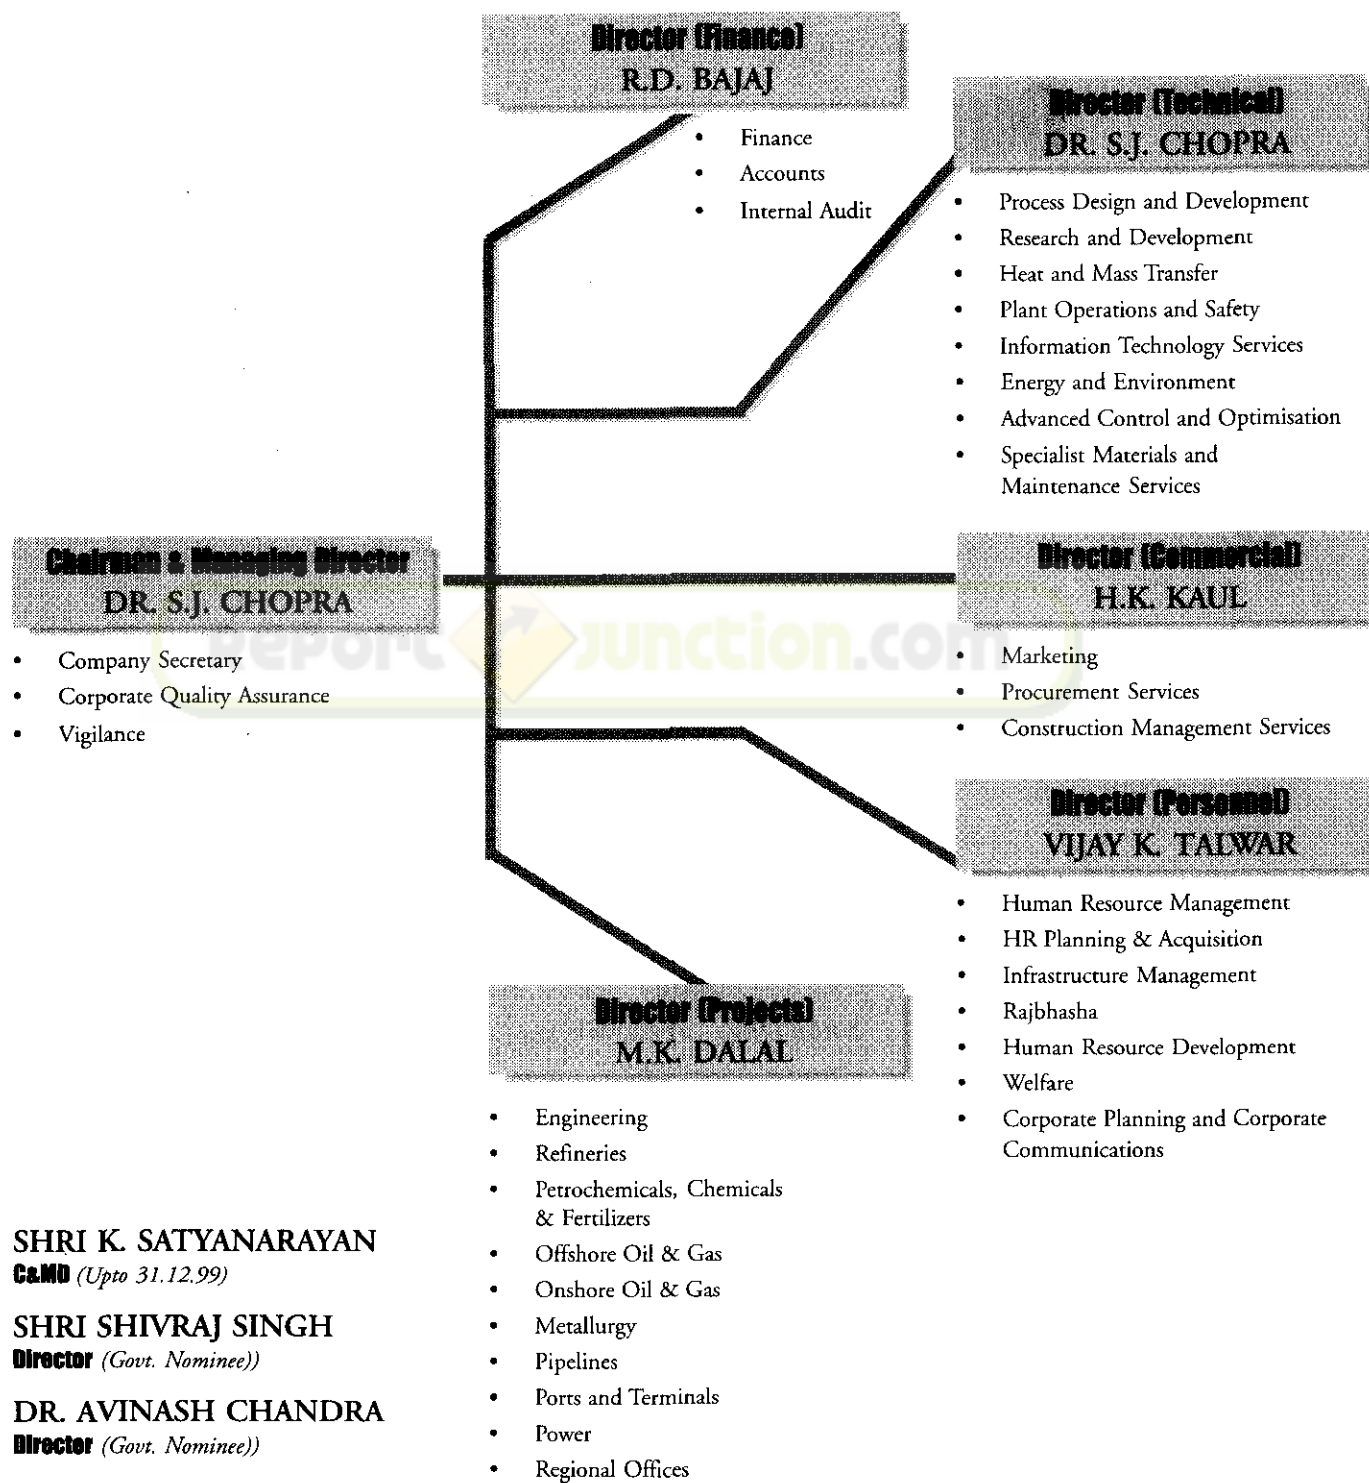 Director (Finance)
R.D. BAJAJ
• Finance
• Accounts
• Internal Audit
Director (Technical)
DR. S.J. CHOPRA
• Process Design and Development
• Research and Development
• Heat and Mass Transfer
• Plant Operations and Safety
• Information Technology Services
• Energy and Environment
• Advanced Control and Optimisation
• Specialist Materials and
Maintenance Services
Chairman & Managing Director
DR. S.J. CHOPRA
• Company Secretary
• Corporate Quality Assurance
• Vigilance
Report Junction.com
Director (Commercial)
H.K. KAUL
• Marketing
• Procurement Services
• Construction Management Services
Director (Personnel)
VIJAY K. TALWAR
• Human Resource Management
• HR Planning & Acquisition
• Infrastructure Management
• Rajbhasha
• Human Resource Development
• Welfare
• Corporate Planning and Corporate
Communications
Director (Projects)
M.K. DALAL
• Engineering
• Refineries
• Petrochemicals, Chemicals
& Fertilizers
• Offshore Oil & Gas
• Onshore Oil & Gas
• Metallurgy
• Pipelines
• Ports and Terminals
• Power
• Regional Offices
SHRI K. SATYANARAYAN
C&MD (Upto 31.12.99)
SHRI SHIVRAJ SINGH
Director (Govt. Nominee))
DR. AVINASH CHANDRA
Director (Govt. Nominee))